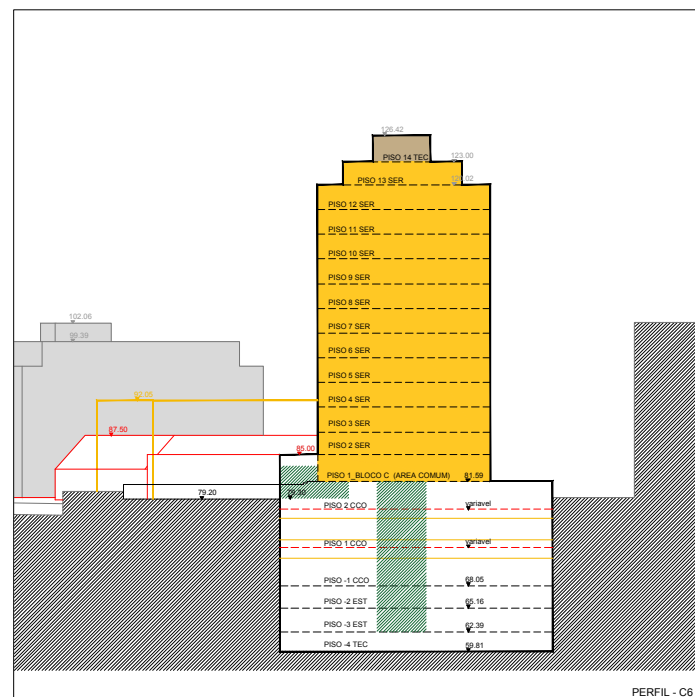 126.42
PISO 14 TEC
123.00
PISO 13 SER
PISO 12 SER
PISO 11 SER
PISO 10 SER
PISO 9 SER
PISO 8 SER
102.06
PISO 7 SER
99.39
PISO 6 SER
PISO 5 SER
PISO 4 SER
PISO 3 SER
87.50
PISO 2 SER
85.00
PISO 1_BLOCO C (AREA COMUM) 81.59
79.20
79.30
PISO 2 CCO variavel
PISO 1 CCO variavel
PISO -1 CCO 68.05
PISO -2 EST 65.16
PISO -3 EST 62.39
PISO -4 TEC 59.81
PERFIL - C6